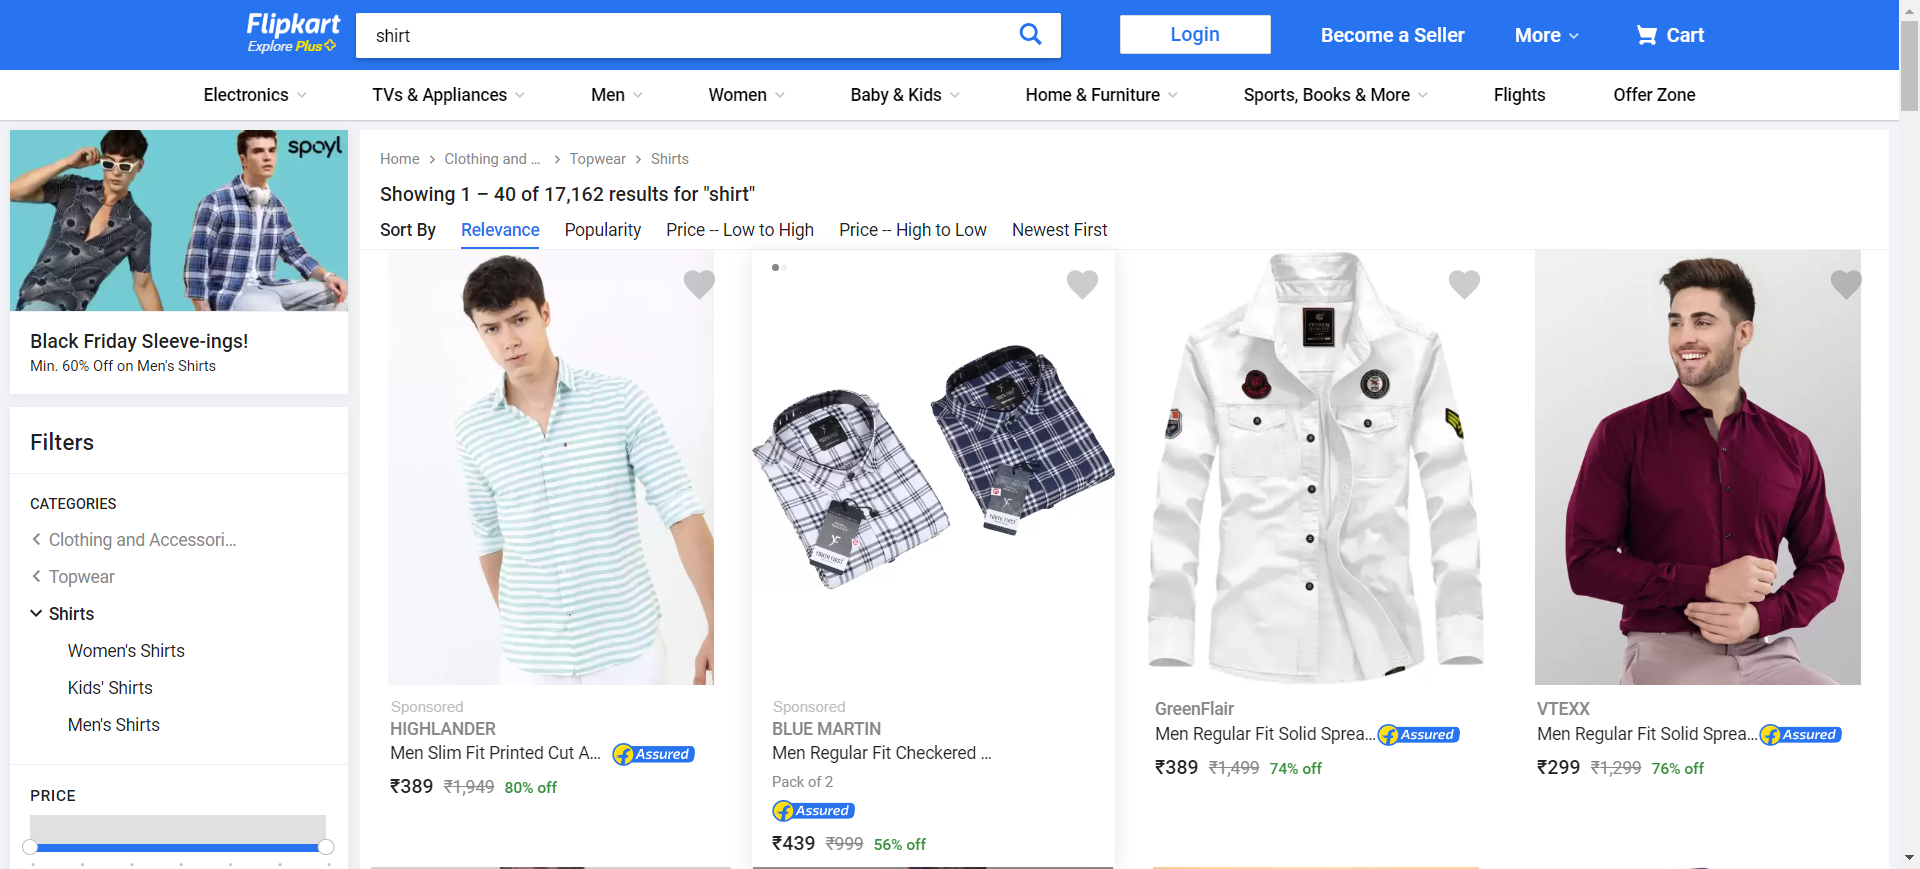 Flipkart
Explore Plus
shirt
Login
Become a Seller
More
Cart
Electronics
TVs & Appliances
Men
Women
Baby & Kids
Home & Furniture
Sports, Books & More
Flights
Offer Zone
spoyl
Black Friday Sleeve-ings!
Min. 60% Off on Men's Shirts
Filters
CATEGORIES
Clothing and Accessori...
Topwear
Shirts
Women's Shirts
Kids' Shirts
Men's Shirts
PRICE
Home
Clothing and ...
Topwear
Shirts
Showing 1 – 40 of 17,162 results for "shirt"
Sort By
Relevance
Popularity
Price -- Low to High
Price -- High to Low
Newest First
Sponsored
HIGHLANDER
Men Slim Fit Printed Cut A...
Assured
₹389 ₹1,949 80% off
YOUTH FIRST
YOUTH FIRST
Sponsored
BLUE MARTIN
Men Regular Fit Checkered ...
Pack of 2
Assured
₹439 ₹999 56% off
PREMIUM
QUALITY
GreenFlair
Men Regular Fit Solid Sprea...
Assured
₹389 ₹1,499 74% off
VTEXX
Men Regular Fit Solid Sprea...
Assured
₹299 ₹1,299 76% off